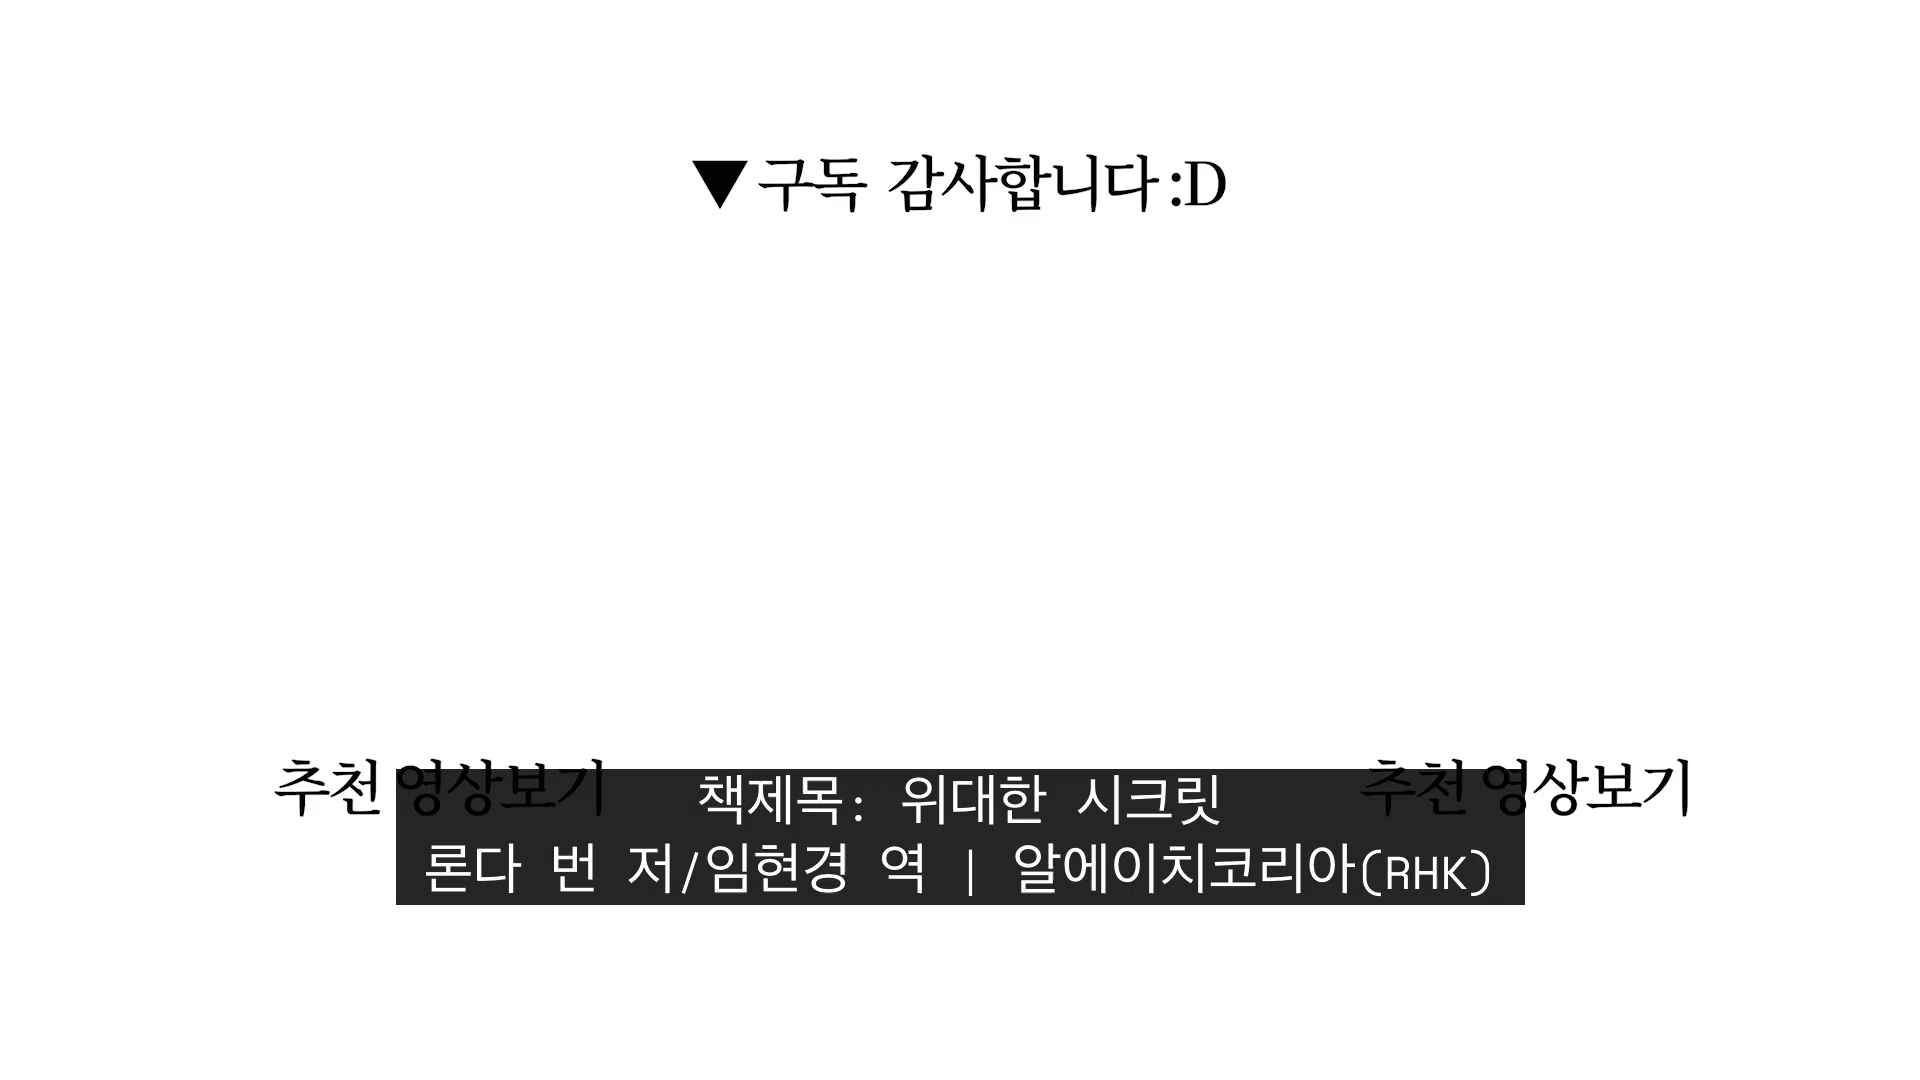 ▼구독 감사합니다:D
추천 영상보기
추천 영상보기
책제목: 위대한 시크릿
론다 번 저/임현경 역 | 알에이치코리아(RHK)